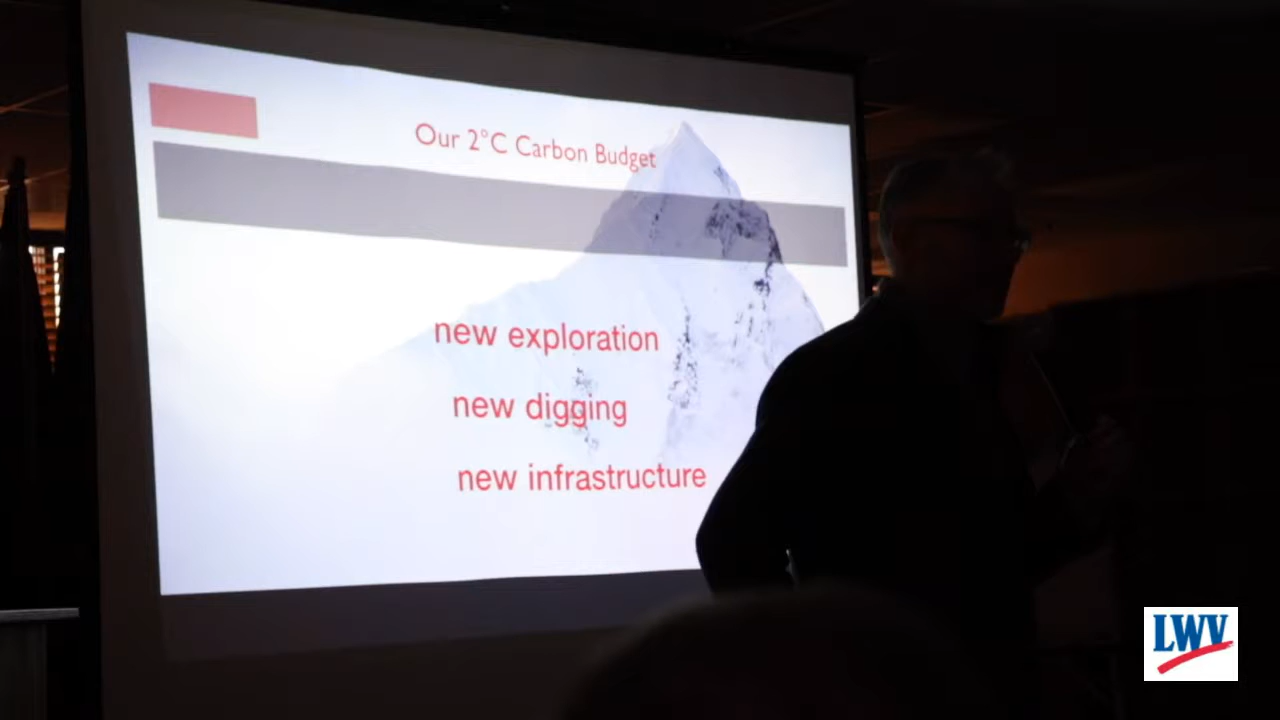 Our 2°C Carbon Budget
new exploration
new digging
new infrastructure
LWV